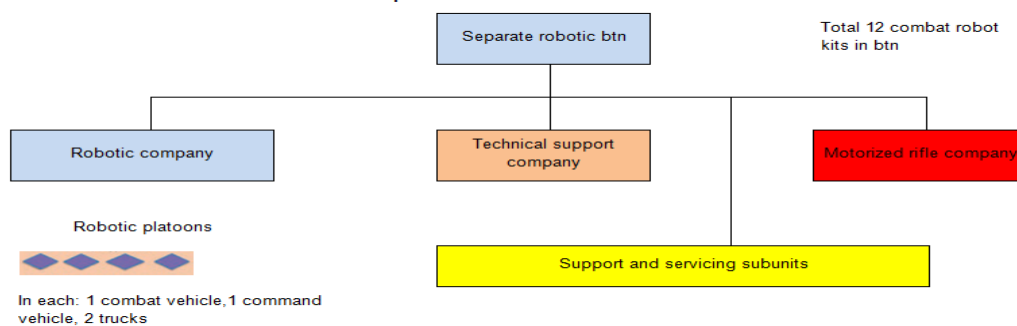 Separate robotic btn
Total 12 combat robot
kits in btn
Robotic company
Technical support
company
Motorized rifle company
Robotic platoons
Support and servicing subunits
In each: 1 combat vehicle,1 command
vehicle, 2 trucks